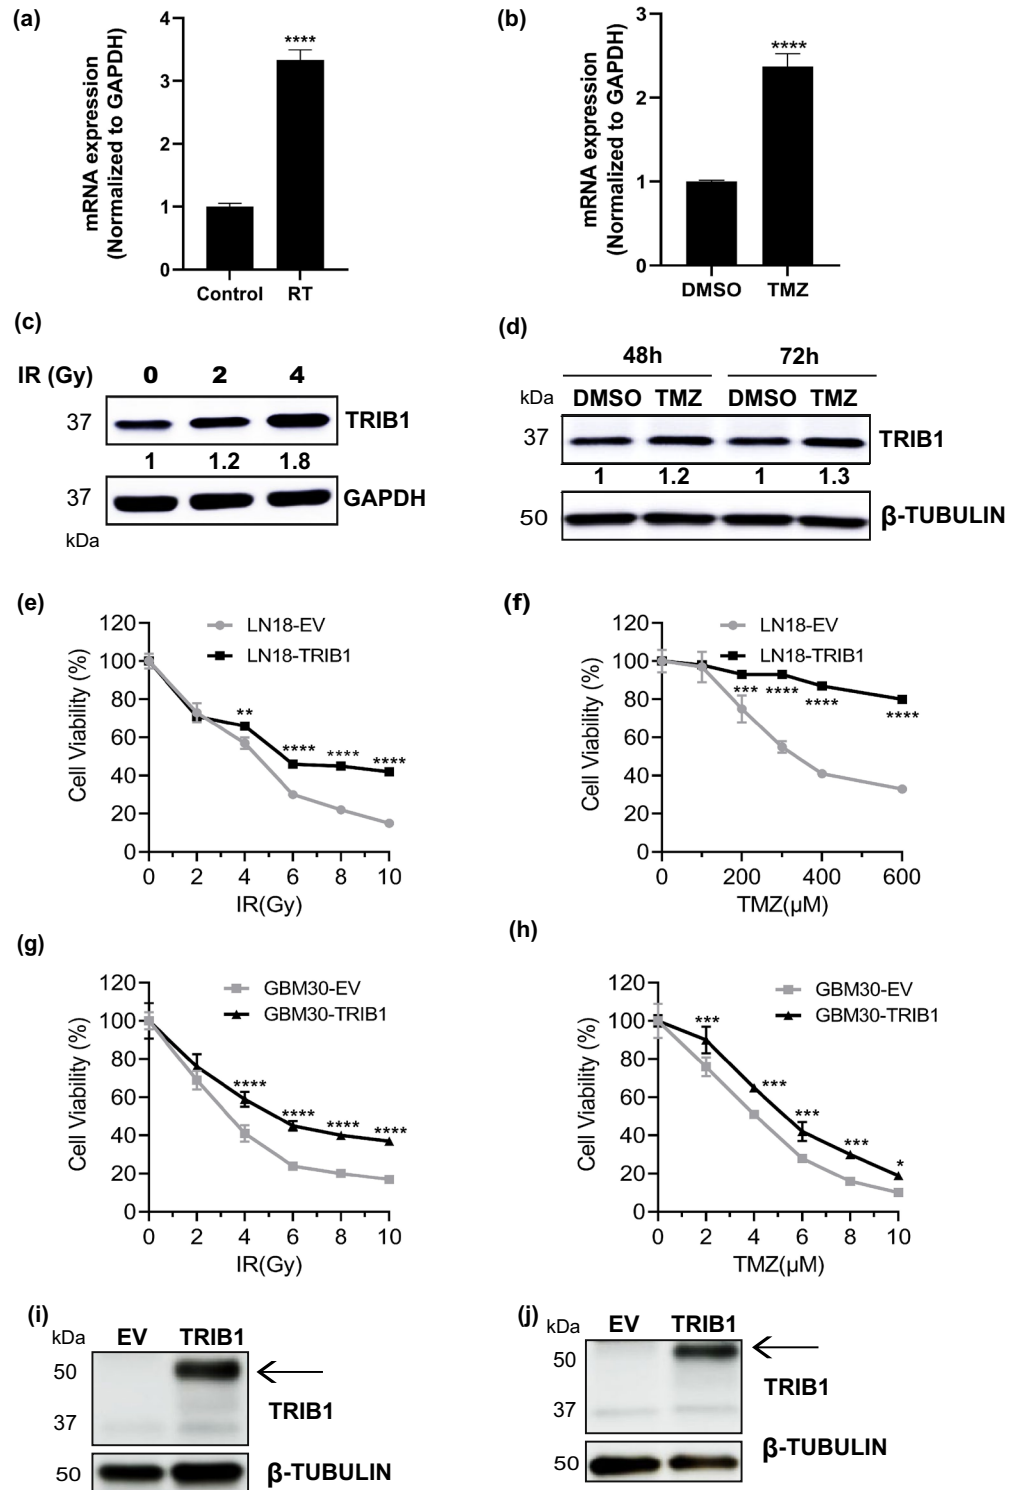 (a)
4
3
2
1
0
mRNA expression
(Normalized to GAPDH)
****
Control RT
(b)
3
2
1
0
mRNA expression
(Normalized to GAPDH)
****
DMSO TMZ
(c)
IR (Gy) 0 2 4
37 TRIB1
1 1.2 1.8
37 GAPDH
kDa
(d)
48h 72h
kDa DMSO TMZ DMSO TMZ
37 TRIB1
1 1.2 1 1.3
50 β-TUBULIN
(e)
LN18-EV
LN18-TRIB1
120
100
80
60
40
20
0
Cell Viability (%)
** **** **** ****
0 2 4 6 8 10
IR(Gy)
(f)
LN18-EV
LN18-TRIB1
120
100
80
60
40
20
0
Cell Viability (%)
*** **** **** ****
0 200 400 600
TMZ(µM)
(g)
GBM30-EV
GBM30-TRIB1
120
100
80
60
40
20
0
Cell Viability (%)
**** **** **** ****
0 2 4 6 8 10
IR(Gy)
(h)
GBM30-EV
GBM30-TRIB1
120
100
80
60
40
20
0
Cell Viability (%)
*** *** *** *** *
0 2 4 6 8 10
TMZ(µM)
(i)
kDa EV TRIB1
50
TRIB1
37
50 β-TUBULIN
(j)
kDa EV TRIB1
50
TRIB1
37
β-TUBULIN
50